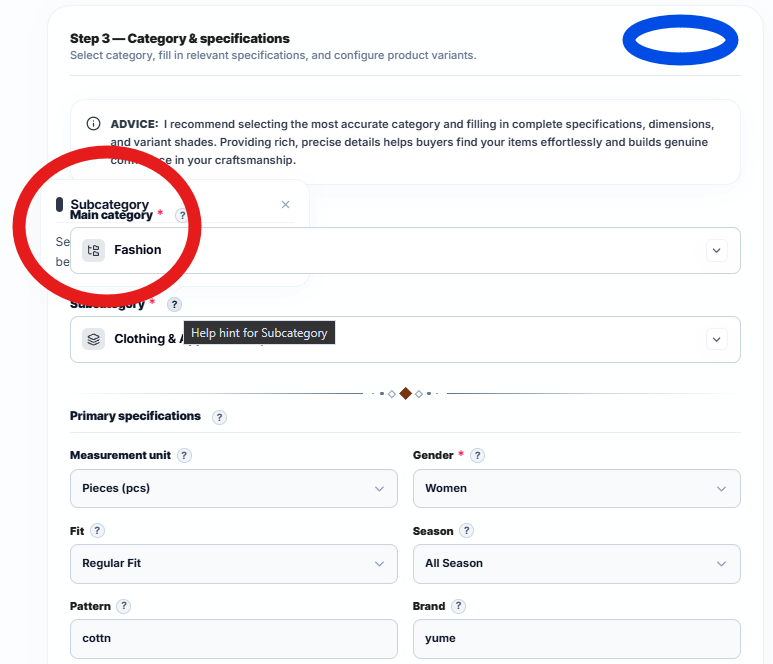 Step 3 — Category & specifications
Select category, fill in relevant specifications, and configure product variants.
ADVICE: I recommend selecting the most accurate category and filling in complete specifications, dimensions,
and variant shades. Providing rich, precise details helps buyers find your items effortlessly and builds genuine
in your craftsmanship.
Subcategory ×
Main category * ?
Se
be
Fashion
Subcategory * ?
Help hint for Subcategory
Clothing &
Primary specifications ?
Measurement unit ? Gender * ?
Pieces (pcs) Women
Fit ? Season ?
Regular Fit All Season
Pattern ? Brand ?
cottn yume